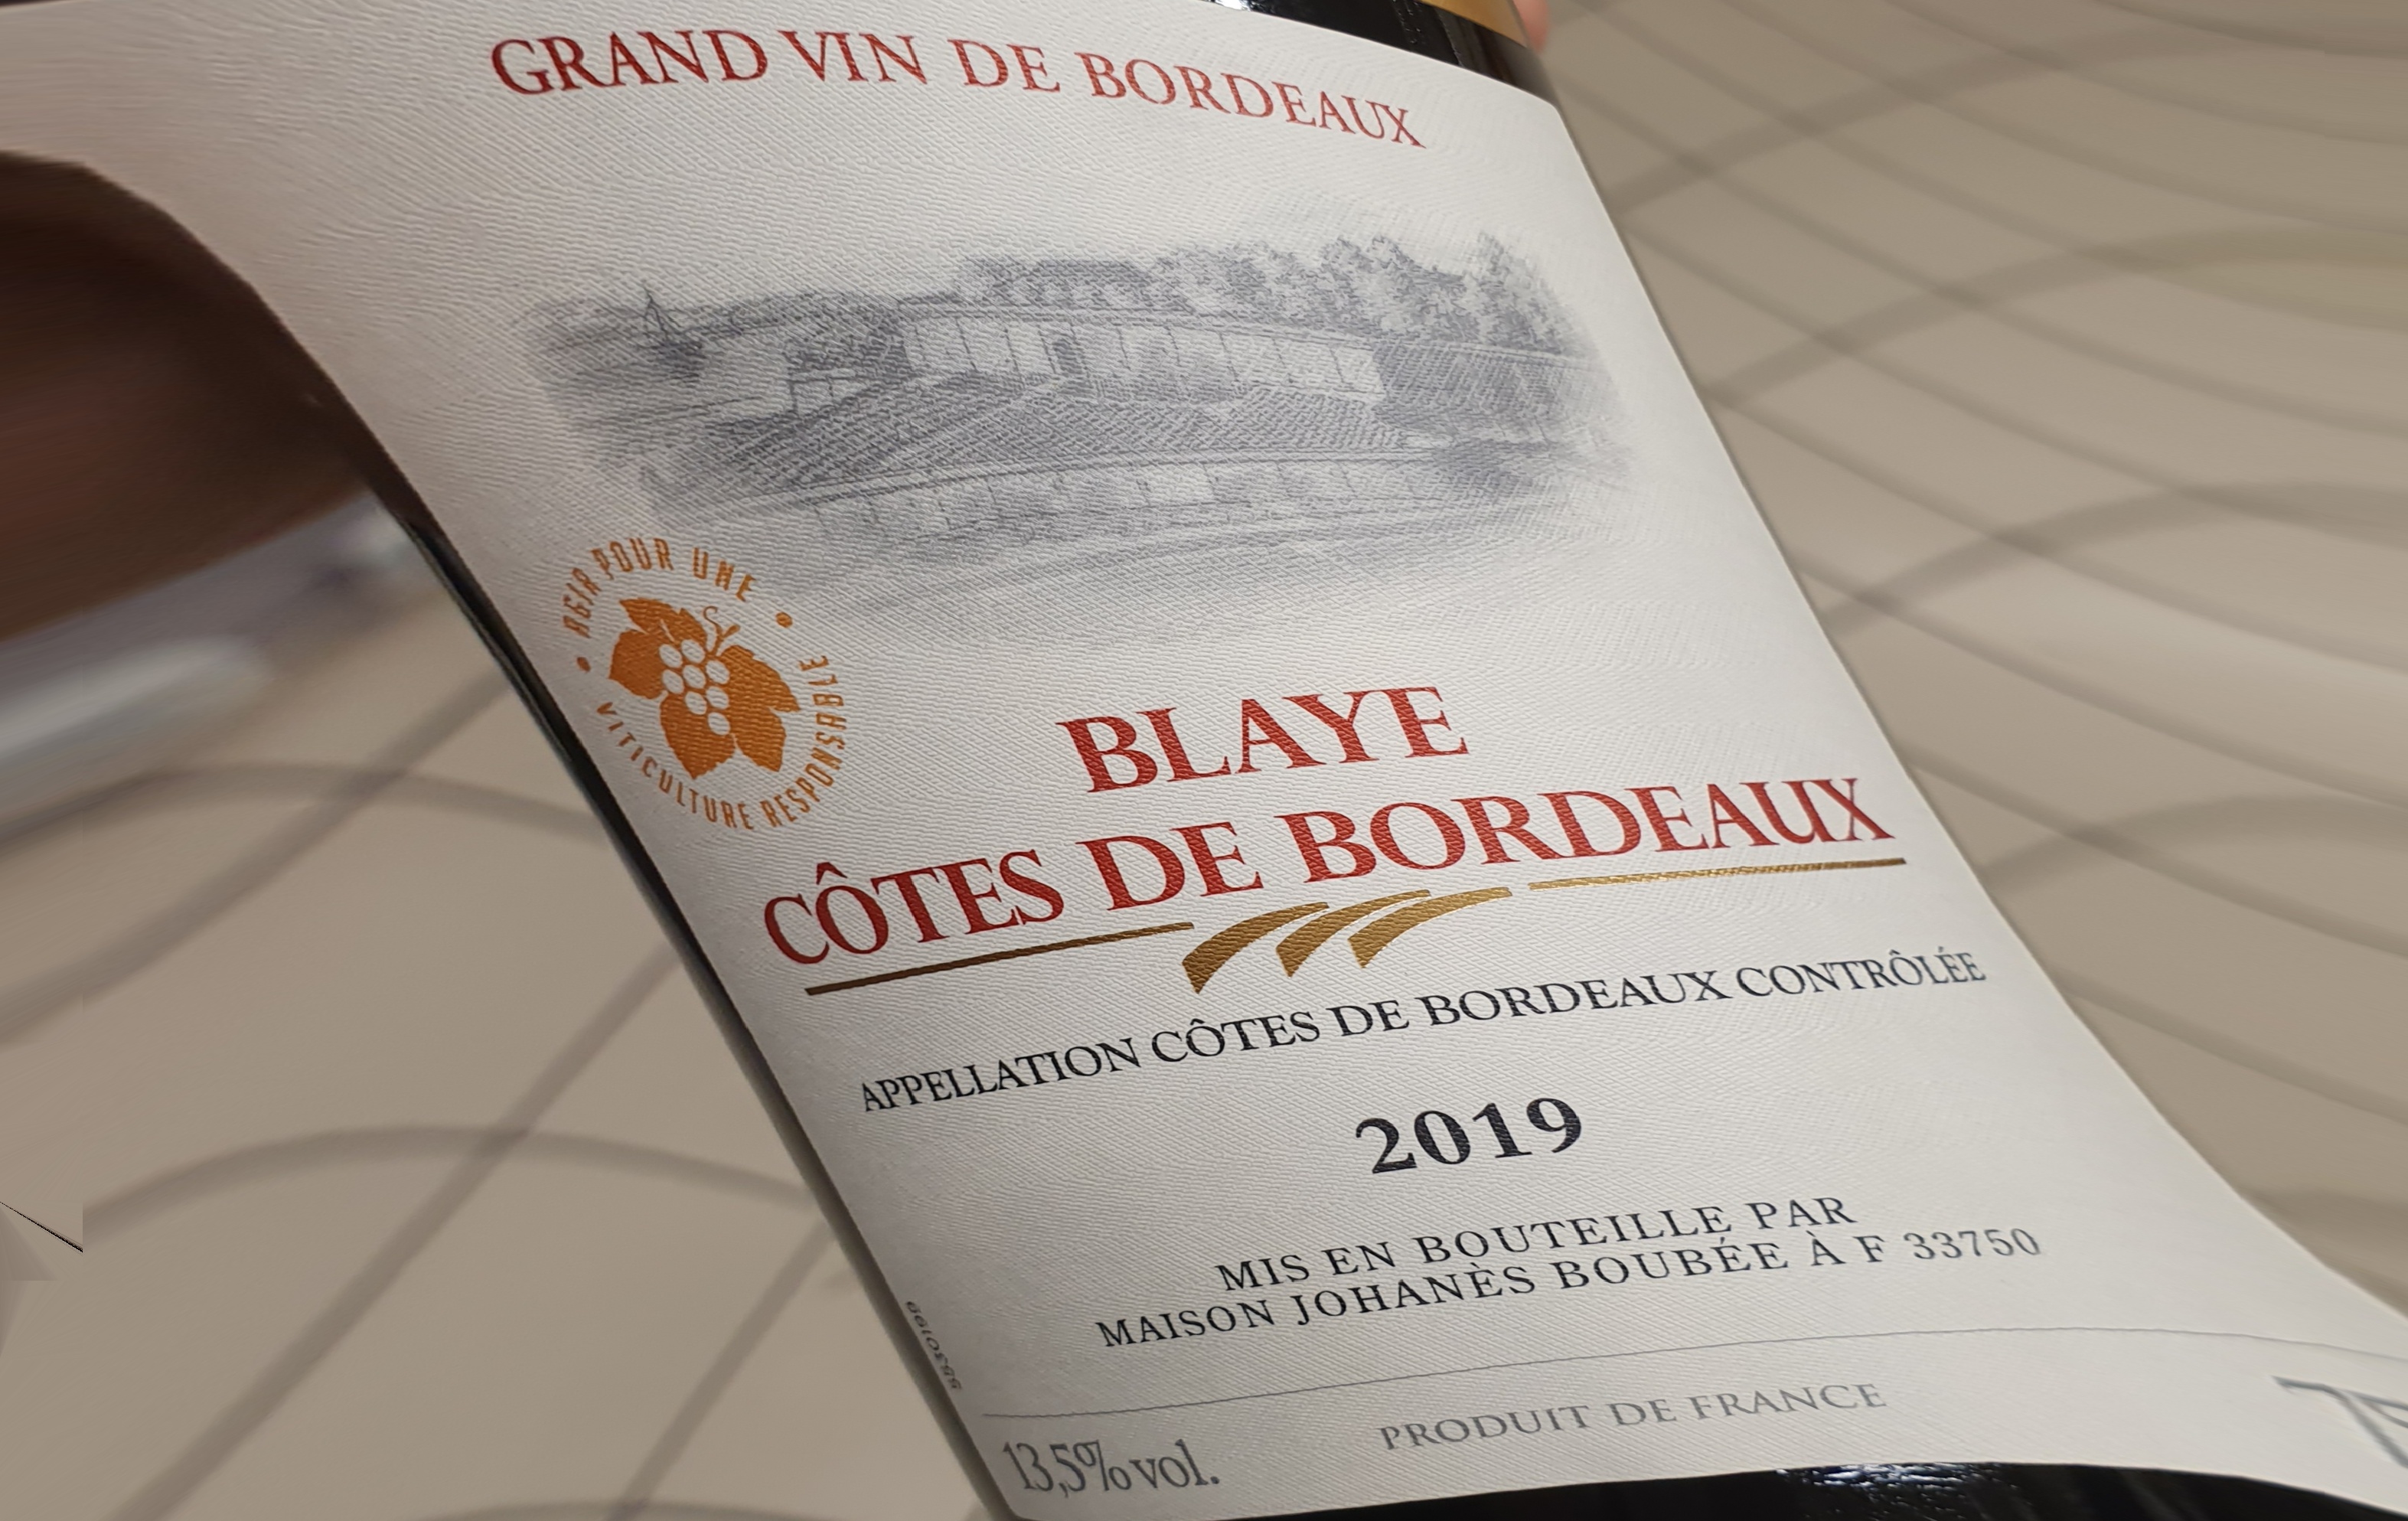 GRAND VIN DE BORDEAUX
AGIR POUR UNE
VITICULTURE RESPONSABLE
BLAYE
CÔTES DE BORDEAUX
APPELLATION CÔTES DE BORDEAUX CONTRÔLÉE
2019
MIS EN BOUTEILLE PAR
MAISON JOHANÈS BOUBÉE À F 33750
13,5% vol.
PRODUIT DE FRANCE